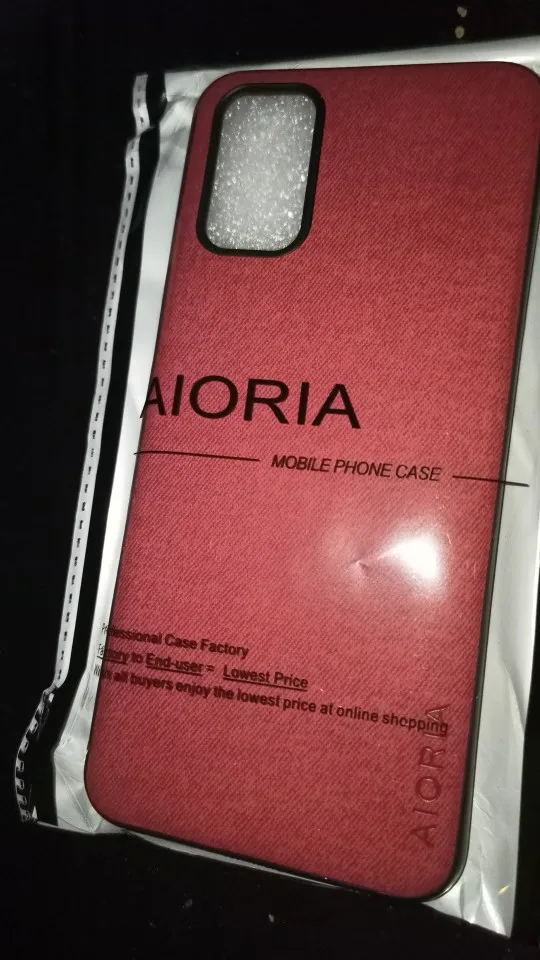 AIORIA
MOBILE PHONE CASE
Professional Case Factory
Factory to End-user = Lowest Price
all buyers enjoy the lowest price at online shopping
AIORIA